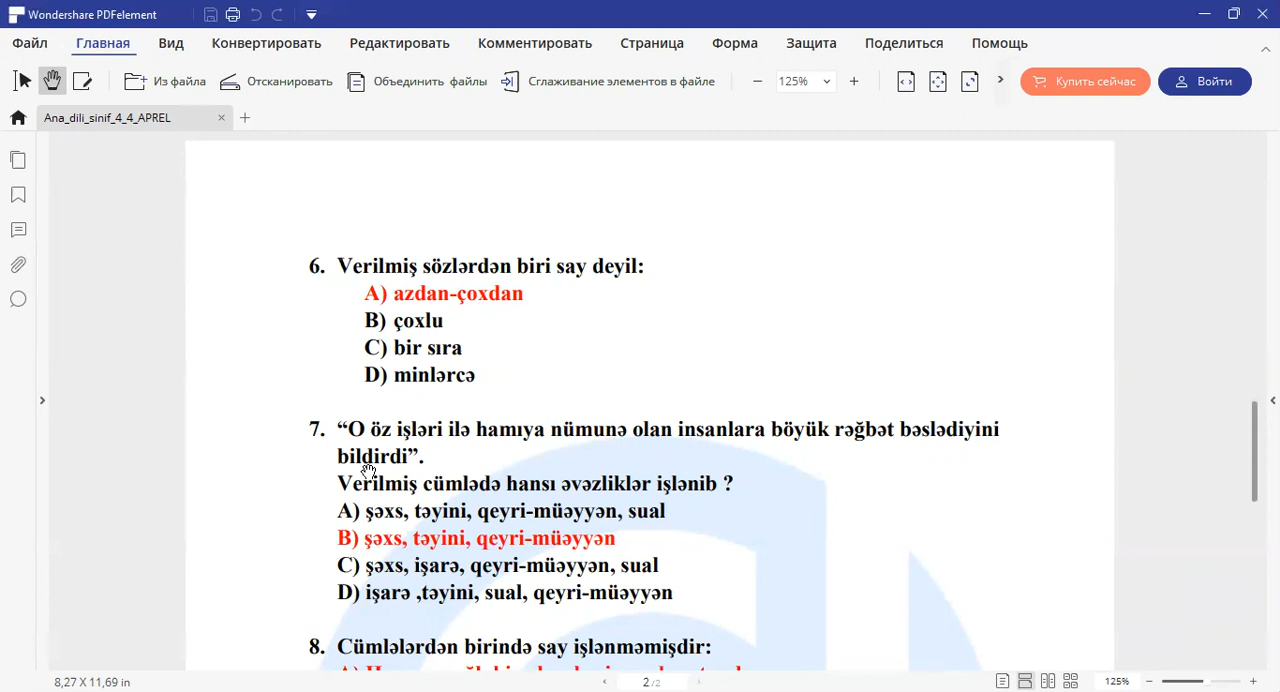 Wondershare PDFelement
Файл Главная Вид Конвертировать Редактировать Комментировать Страница Форма Защита Поделиться Помощь
Из файла Отсканировать Объединить файлы Сглаживание элементов в файле 125% Купить сейчас Войти
Ana_dili_sinif_4_4_APREL
6. Verilmiş sözlərdən biri say deyil:
A) azdan-çoxdan
B) çoxlu
C) bir sıra
D) minlərcə
7. “O öz işləri ilə hamıya nümunə olan insanlara böyük rəğbət bəslədiyini
bildirdi”.
Verilmiş cümlədə hansı əvəzliklər işlənib ?
A) şəxs, təyini, qeyri-müəyyən, sual
B) şəxs, təyini, qeyri-müəyyən
C) şəxs, işarə, qeyri-müəyyən, sual
D) işarə ,təyini, sual, qeyri-müəyyən
8. Cümlələrdən birində say işlənməmişdir:
8,27 X 11,69 in 2/2 125%